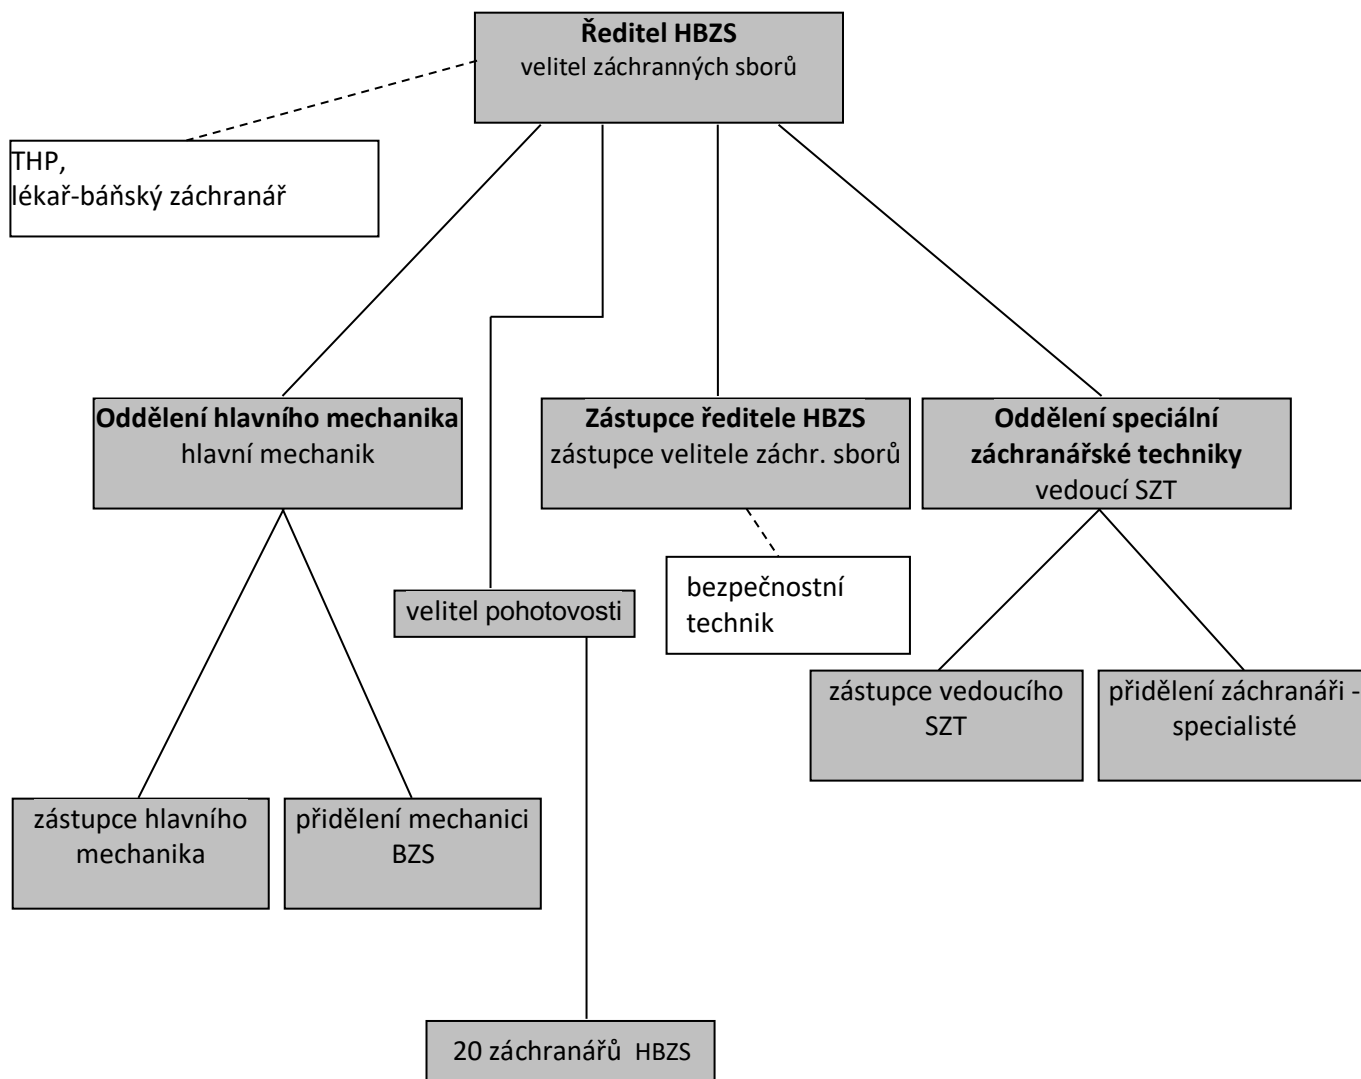 Ředitel HBZS
velitel záchranných sborů
THP,
lékař-báňský záchranář
Oddělení hlavního mechanika
hlavní mechanik
Zástupce ředitele HBZS
zástupce velitele záchr. sborů
Oddělení speciální
záchranářské techniky
vedoucí SZT
velitel pohotovosti
bezpečnostní
technik
zástupce vedoucího
SZT
přidělení záchranáři -
specialisté
zástupce hlavního
mechanika
přidělení mechanici
BZS
20 záchranářů HBZS